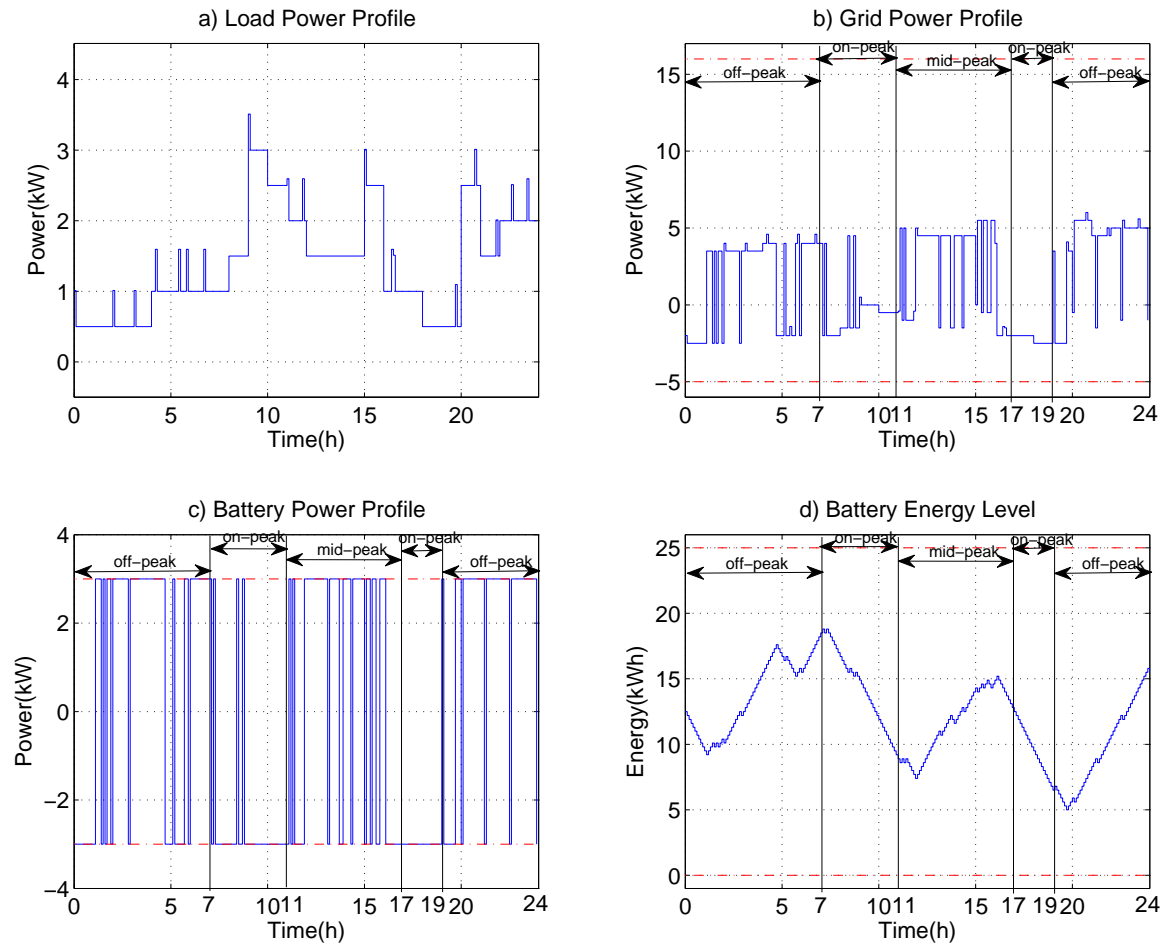 a) Load Power Profile
4
3
2
1
0
Power(kW)
0 5 10 15 20
Time(h)
b) Grid Power Profile
on−peak on−peak
mid−peak
off−peak off−peak
15
10
5
0
−5
Power(kW)
0 5 7 10 11 15 17 19 20 24
Time(h)
c) Battery Power Profile
on−peak on−peak
mid−peak
off−peak off−peak
4
2
0
−2
−4
Power(kW)
0 5 7 10 11 15 17 19 20 24
Time(h)
d) Battery Energy Level
on−peak on−peak
mid−peak
off−peak off−peak
25
20
15
10
5
0
Energy(kWh)
0 5 7 10 11 15 17 19 20 24
Time(h)